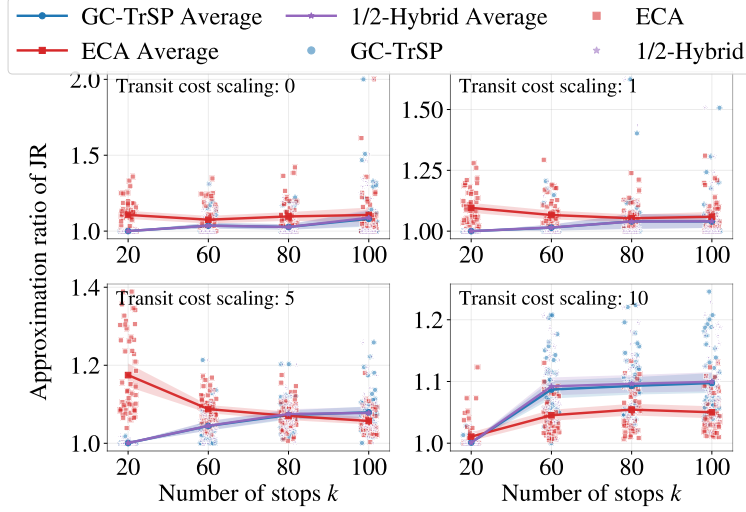 GC-TrSP Average
1/2-Hybrid Average
ECA
ECA Average
GC-TrSP
1/2-Hybrid
Approximation ratio of JR
Transit cost scaling: 0
2.0
1.5
1.0
20 60 80 100
Transit cost scaling: 1
1.50
1.25
1.00
20 60 80 100
Transit cost scaling: 5
1.4
1.2
1.0
20 60 80 100
Number of stops k
Transit cost scaling: 10
1.2
1.1
1.0
20 60 80 100
Number of stops k